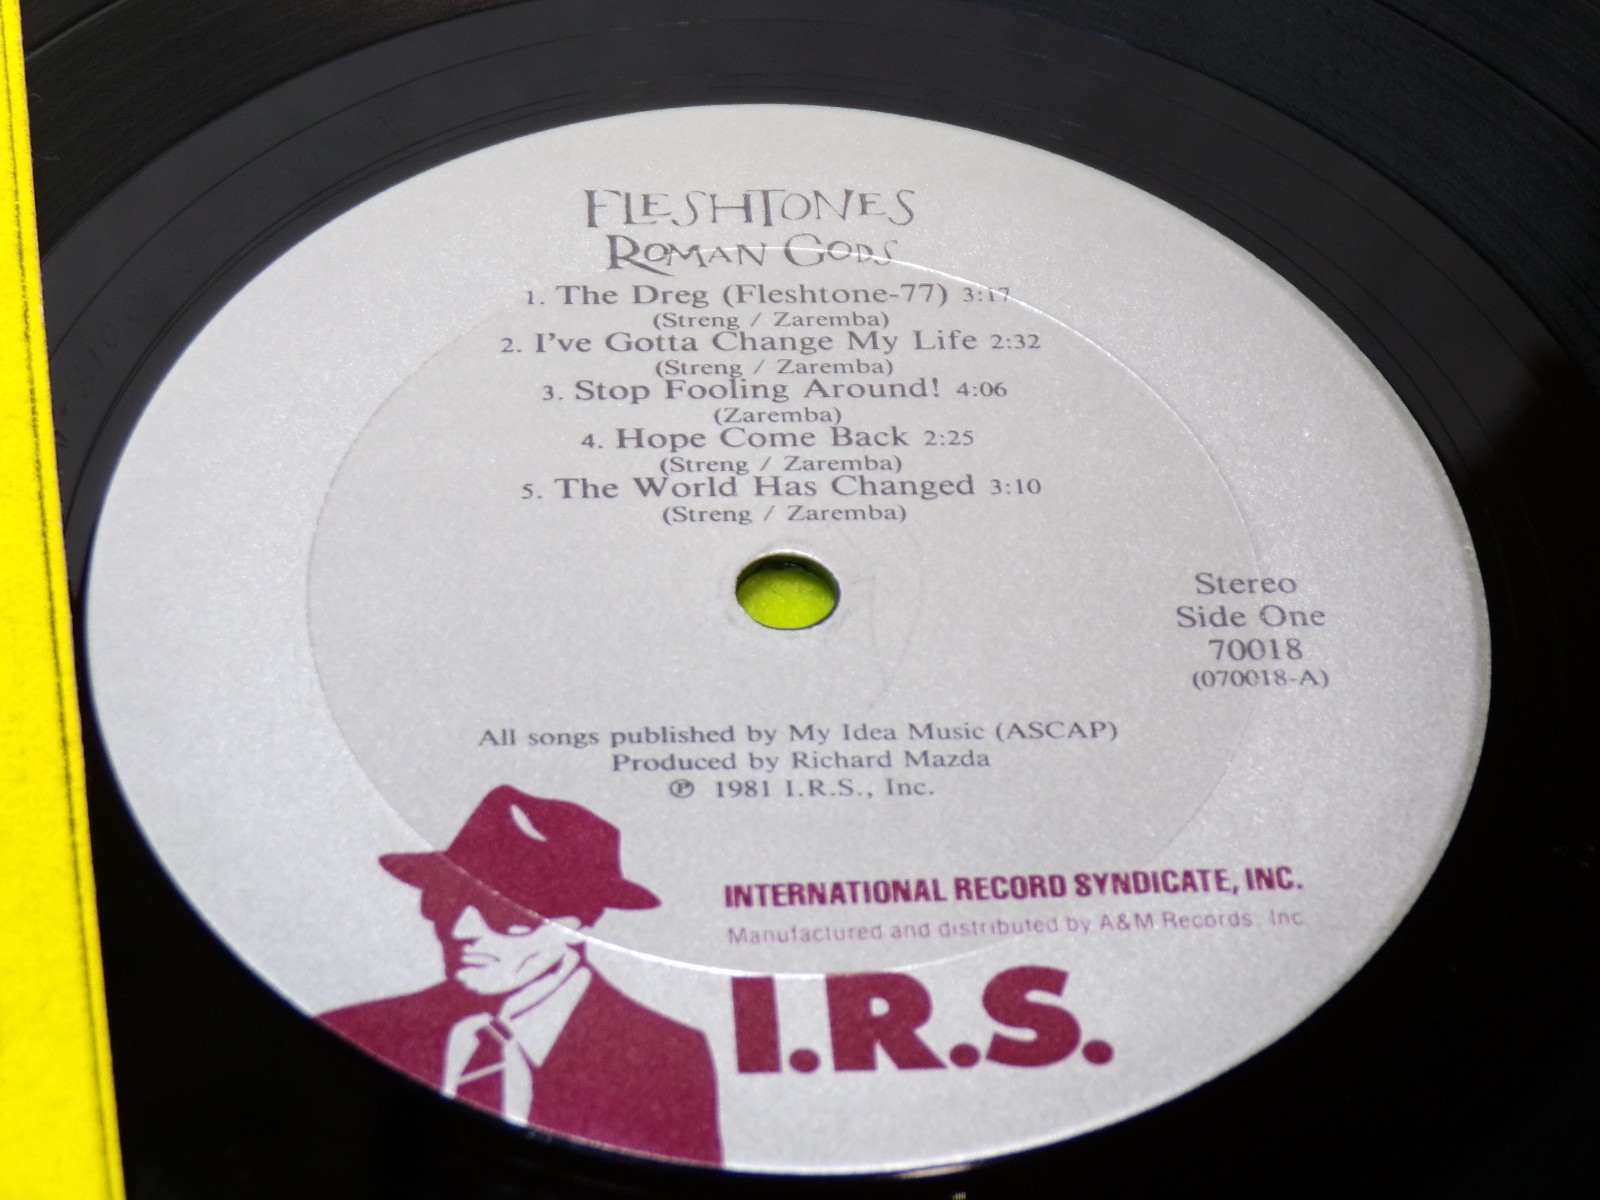 FLESHTONES
ROMAN GODS
1. The Dreg (Fleshtone-77) 3:17
(Streng / Zaremba)
2. I've Gotta Change My Life 2:32
(Streng / Zaremba)
3. Stop Fooling Around! 4:06
(Zaremba)
4. Hope Come Back 2:25
(Streng / Zaremba)
5. The World Has Changed 3:10
(Streng / Zaremba)
Stereo
Side One
70018
(070018-A)
All songs published by My Idea Music (ASCAP)
Produced by Richard Mazda
℗ 1981 I.R.S., Inc.
INTERNATIONAL RECORD SYNDICATE, INC.
Manufactured and distributed by A&M Records, Inc
I.R.S.